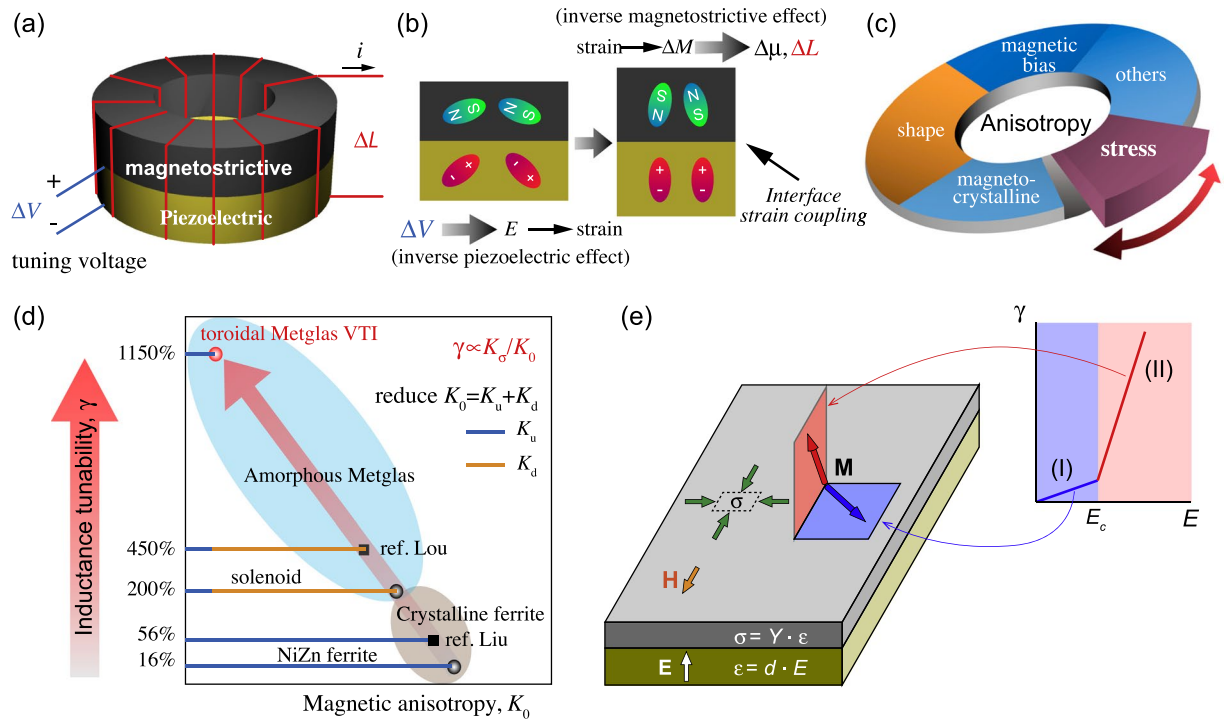 (a)
i
magnetostrictive
Piezoelectric
ΔL
+
ΔV
-
tuning voltage
(b)
(inverse magnetostrictive effect)
strain ΔM Δμ, ΔL
S N N S
S N N S
- + - +
+ - + -
Interface
strain coupling
ΔV E strain
(inverse piezoelectric effect)
(c)
magnetic
bias
others
shape
Anisotropy
stress
magneto-
crystalline
(d)
Inductance tunability, γ
toroidal Metglas VTI
1150%
γ∝Kσ/K0
reduce K0=Ku+Kd
Ku
Kd
Amorphous Metglas
450%
ref. Lou
solenoid
200%
Crystalline ferrite
56%
ref. Liu
NiZn ferrite
16%
Magnetic anisotropy, K0
(e)
γ
(II)
(I)
Ec
E
M
σ
H
σ = Y · ε
E
ε = d · E